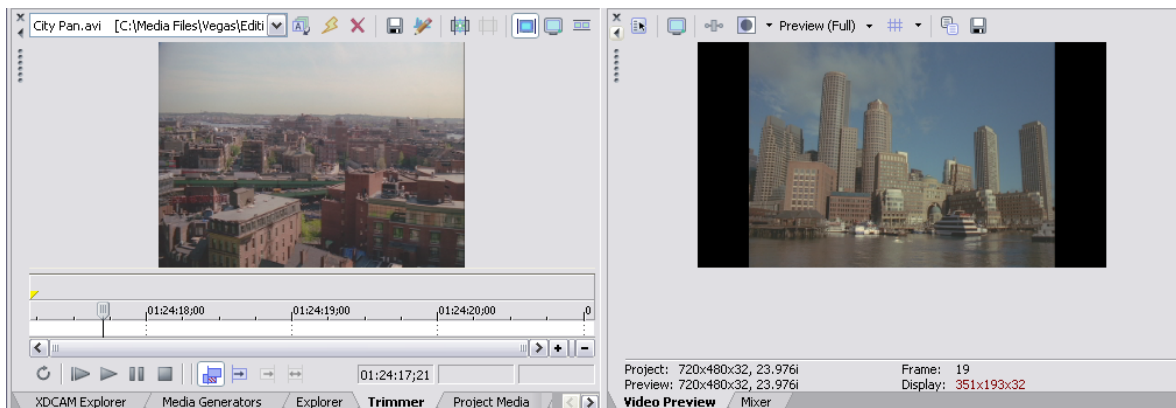 City Pan.avi [C:\Media Files\Vegas\Editi
Preview (Full)
01:24:18;00
01:24:19;00
01:24:20;00
0
01:24:17;21
XDCAM Explorer
Media Generators
Explorer
Trimmer
Project Media
Project: 720x480x32, 23.976i
Frame: 19
Preview: 720x480x32, 23.976i
Display: 351x193x32
Video Preview
Mixer